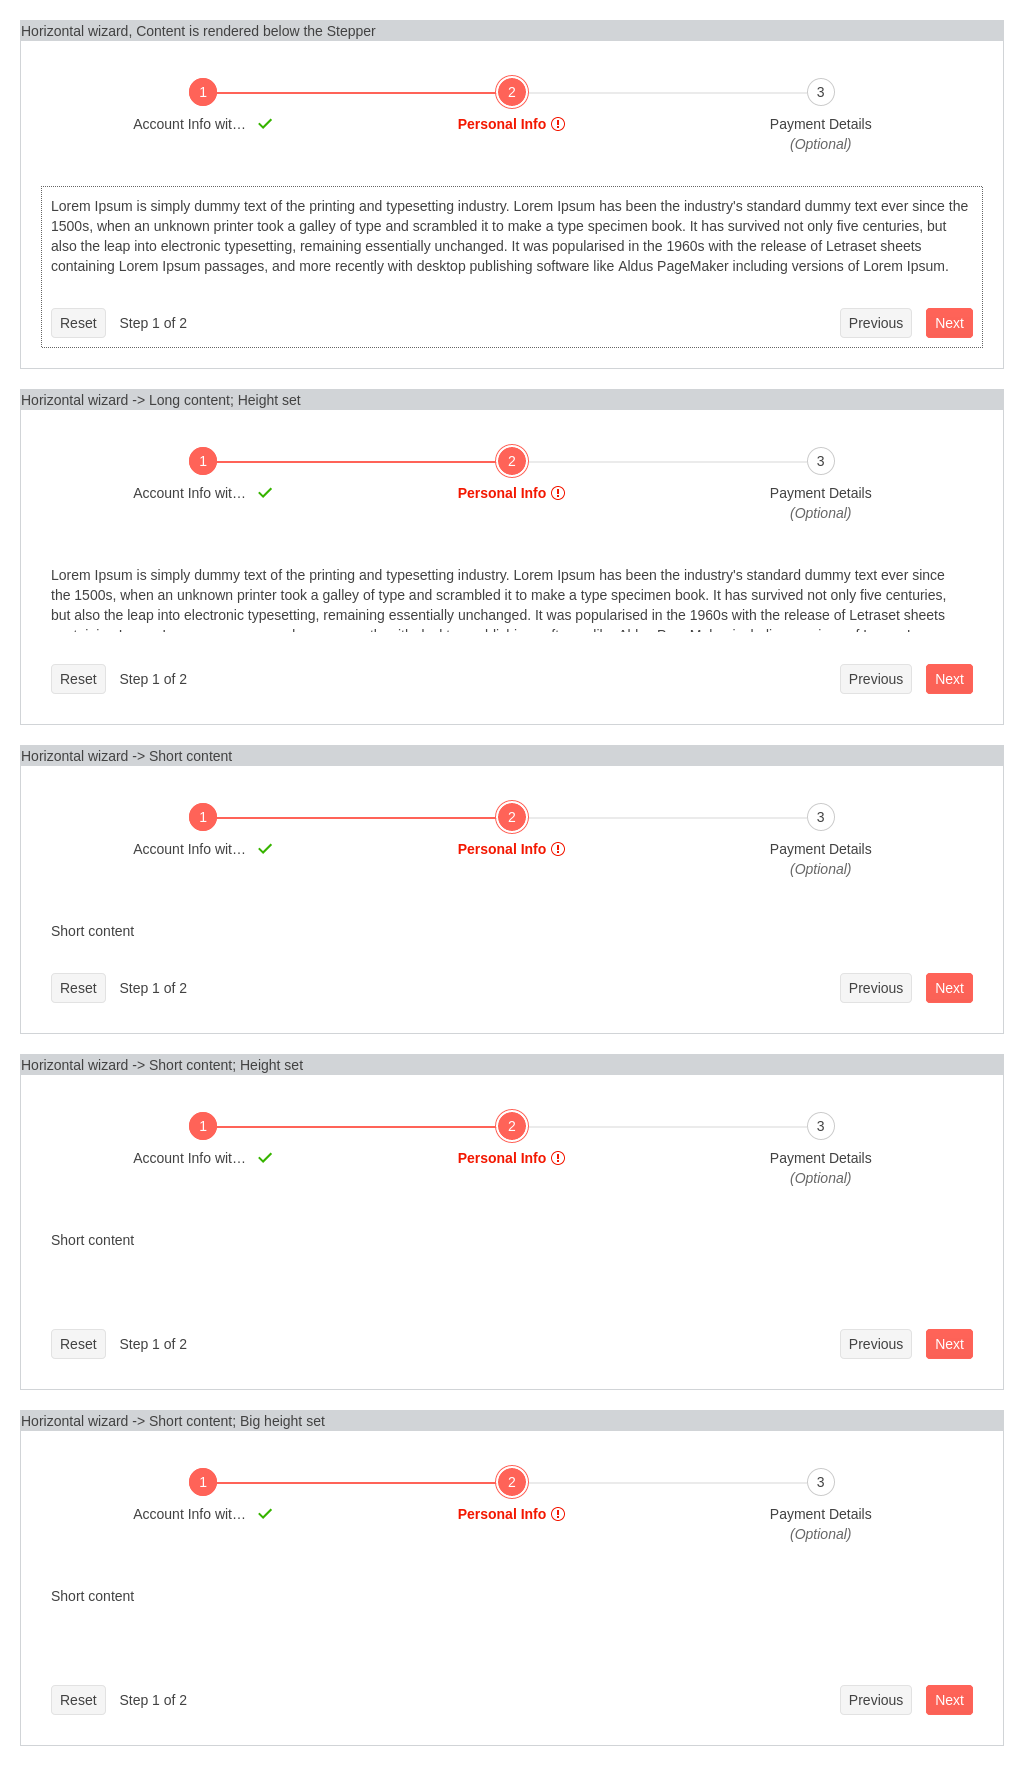 Horizontal wizard, Content is rendered below the Stepper
1
2
3
Account Info wit…
Personal Info
Payment Details
(Optional)
Lorem Ipsum is simply dummy text of the printing and typesetting industry. Lorem Ipsum has been the industry's standard dummy text ever since the
1500s, when an unknown printer took a galley of type and scrambled it to make a type specimen book. It has survived not only five centuries, but
also the leap into electronic typesetting, remaining essentially unchanged. It was popularised in the 1960s with the release of Letraset sheets
containing Lorem Ipsum passages, and more recently with desktop publishing software like Aldus PageMaker including versions of Lorem Ipsum.
Reset
Step 1 of 2
Previous
Next
Horizontal wizard -> Long content; Height set
1
2
3
Account Info wit…
Personal Info
Payment Details
(Optional)
Lorem Ipsum is simply dummy text of the printing and typesetting industry. Lorem Ipsum has been the industry's standard dummy text ever since
the 1500s, when an unknown printer took a galley of type and scrambled it to make a type specimen book. It has survived not only five centuries,
but also the leap into electronic typesetting, remaining essentially unchanged. It was popularised in the 1960s with the release of Letraset sheets
Reset
Step 1 of 2
Previous
Next
Horizontal wizard -> Short content
1
2
3
Account Info wit…
Personal Info
Payment Details
(Optional)
Short content
Reset
Step 1 of 2
Previous
Next
Horizontal wizard -> Short content; Height set
1
2
3
Account Info wit…
Personal Info
Payment Details
(Optional)
Short content
Reset
Step 1 of 2
Previous
Next
Horizontal wizard -> Short content; Big height set
1
2
3
Account Info wit…
Personal Info
Payment Details
(Optional)
Short content
Reset
Step 1 of 2
Previous
Next